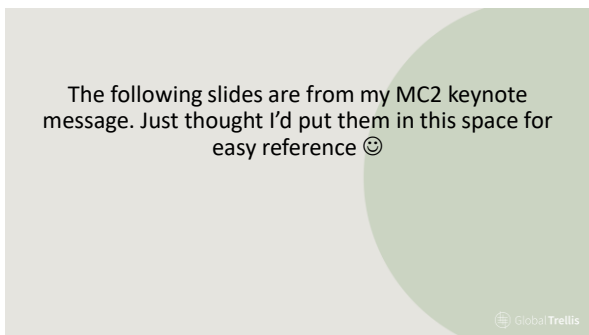 The following slides are from my MC2 keynote
message. Just thought I’d put them in this space for
easy reference ☺
Global Trellis